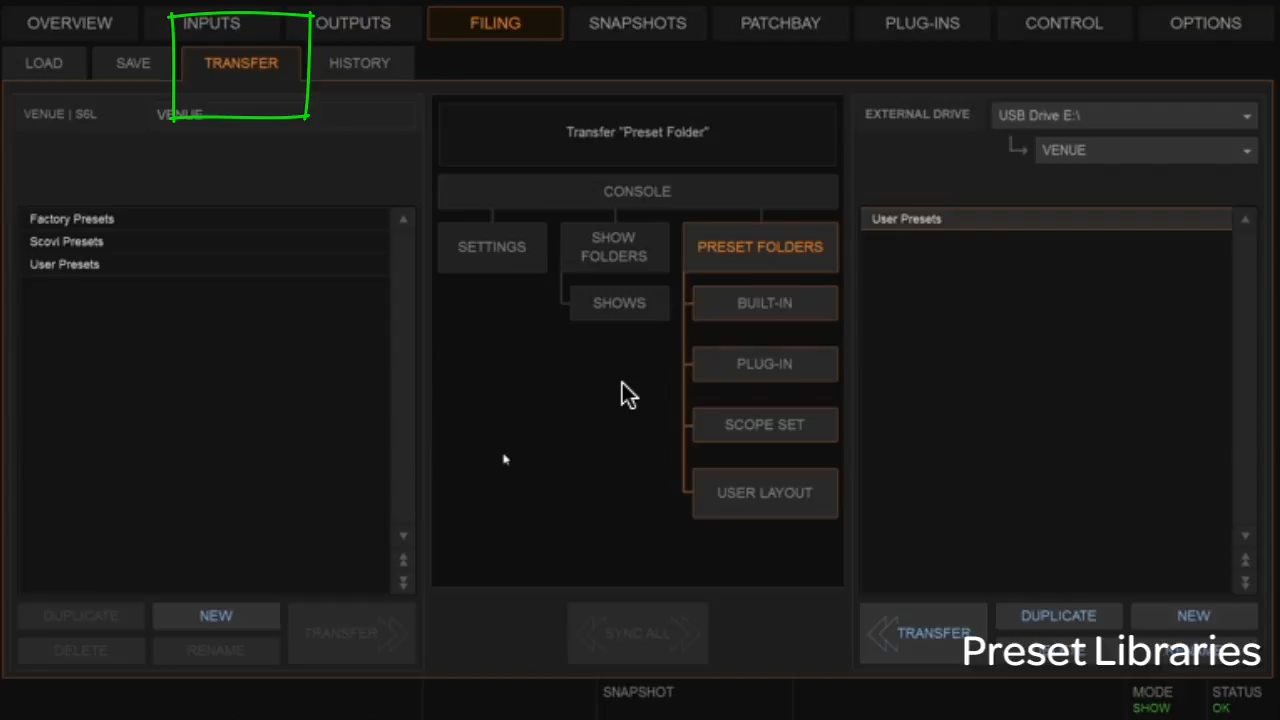 OVERVIEW INPUTS OUTPUTS FILING SNAPSHOTS PATCHBAY PLUG-INS CONTROL OPTIONS
LOAD SAVE TRANSFER HISTORY
VENUE | S6L VENUE
Transfer "Preset Folder"
EXTERNAL DRIVE USB Drive E:\
VENUE
CONSOLE
Factory Presets
Scovi Presets
User Presets
SETTINGS
SHOW
FOLDERS
PRESET FOLDERS
SHOWS
BUILT-IN
PLUG-IN
SCOPE SET
USER LAYOUT
User Presets
DUPLICATE NEW
TRANSFER
DELETE RENAME
SYNC ALL
TRANSFER
DUPLICATE NEW
Preset Libraries
SNAPSHOT
MODE
SHOW
STATUS
OK